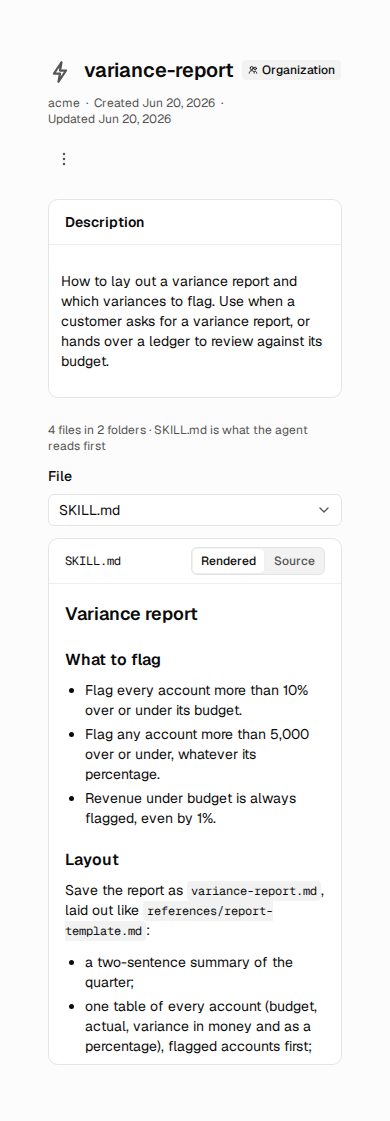 variance-report
Organization
acme · Created Jun 20, 2026 ·
Updated Jun 20, 2026
Description
How to lay out a variance report and
which variances to flag. Use when a
customer asks for a variance report, or
hands over a ledger to review against its
budget.
4 files in 2 folders · SKILL.md is what the agent
reads first
File
SKILL.md
SKILL.md
Rendered
Source
Variance report
What to flag
• Flag every account more than 10%
over or under its budget.
• Flag any account more than 5,000
over or under, whatever its
percentage.
• Revenue under budget is always
flagged, even by 1%.
Layout
Save the report as variance-report.md,
laid out like references/report-
template.md:
• a two-sentence summary of the
quarter;
• one table of every account (budget,
actual, variance in money and as a
percentage), flagged accounts first;